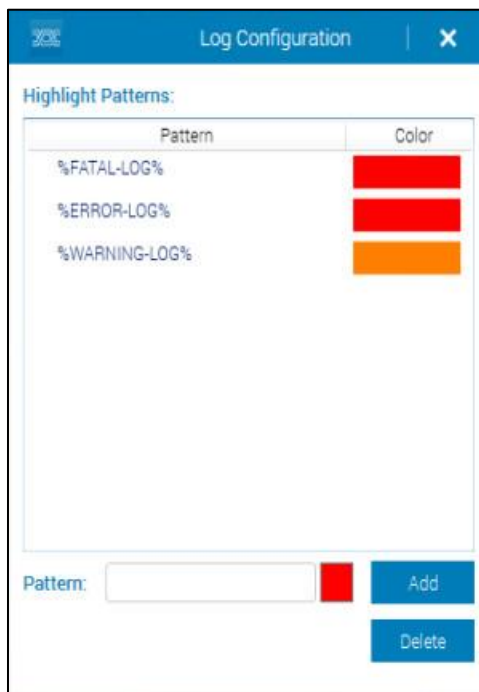 Log Configuration
Highlight Patterns:
Pattern Color
%FATAL-LOG%
%ERROR-LOG%
%WARNING-LOG%
Pattern: Add
Delete